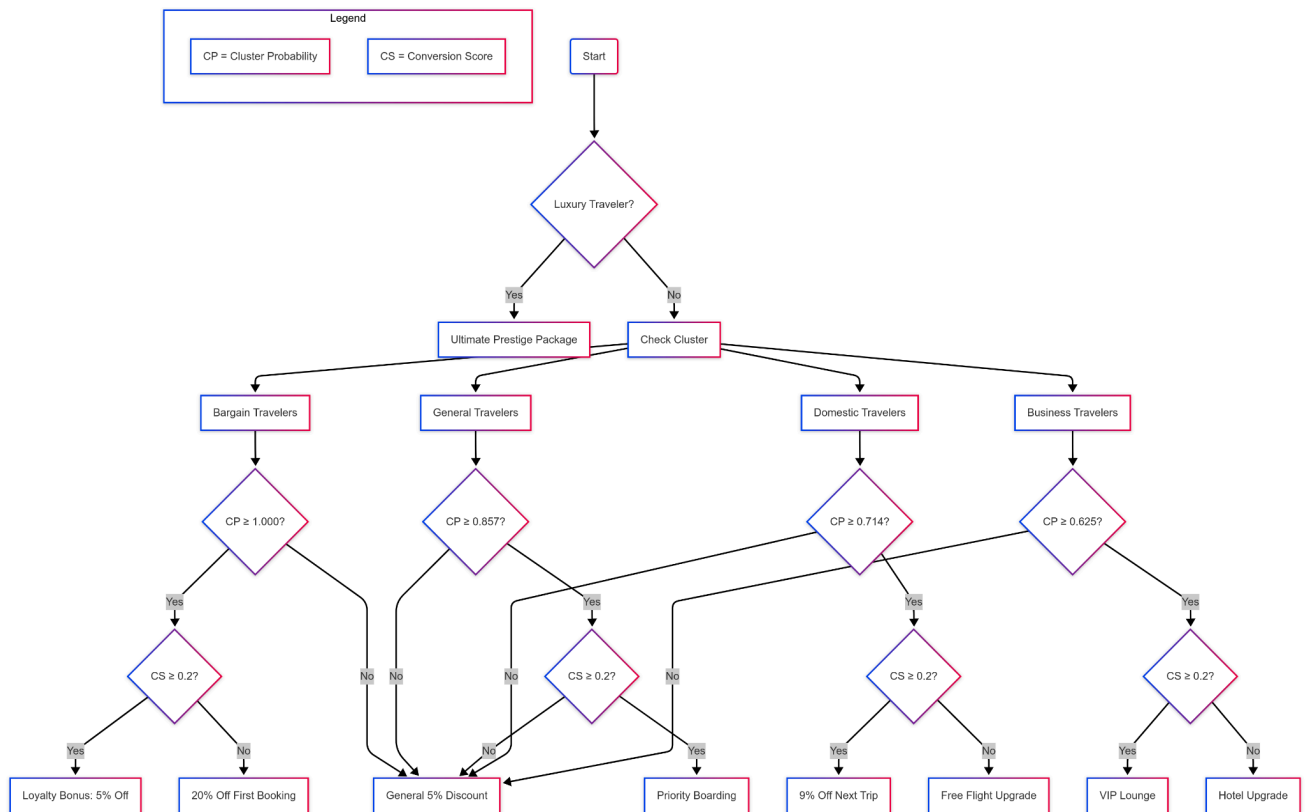 Legend
CP = Cluster Probability
CS = Conversion Score
Start
Luxury Traveler?
Yes
No
Ultimate Prestige Package
Check Cluster
Bargain Travelers
General Travelers
Domestic Travelers
Business Travelers
CP ≥ 1.000?
CP ≥ 0.857?
CP ≥ 0.714?
CP ≥ 0.625?
Yes
Yes
Yes
Yes
CS ≥ 0.2?
No
No
No
CS ≥ 0.2?
No
CS ≥ 0.2?
CS ≥ 0.2?
Yes
No
No
Yes
Yes
No
Yes
No
Loyalty Bonus: 5% Off
20% Off First Booking
General 5% Discount
Priority Boarding
9% Off Next Trip
Free Flight Upgrade
VIP Lounge
Hotel Upgrade